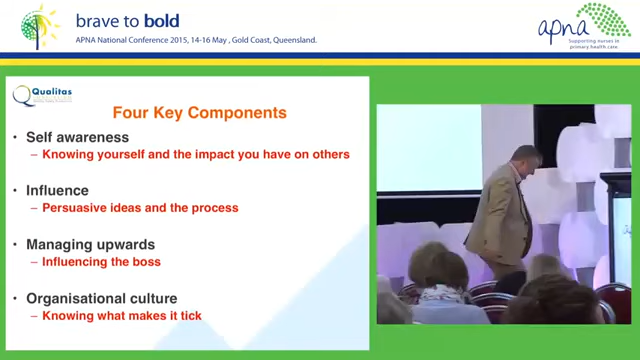 brave to bold
APNA National Conference 2015, 14-16 May, Gold Coast, Queensland.
apna
Supporting nurses in
primary health care.
Qualitas
Four Key Components
• Self awareness
– Knowing yourself and the impact you have on others
• Influence
– Persuasive ideas and the process
• Managing upwards
– Influencing the boss
• Organisational culture
– Knowing what makes it tick